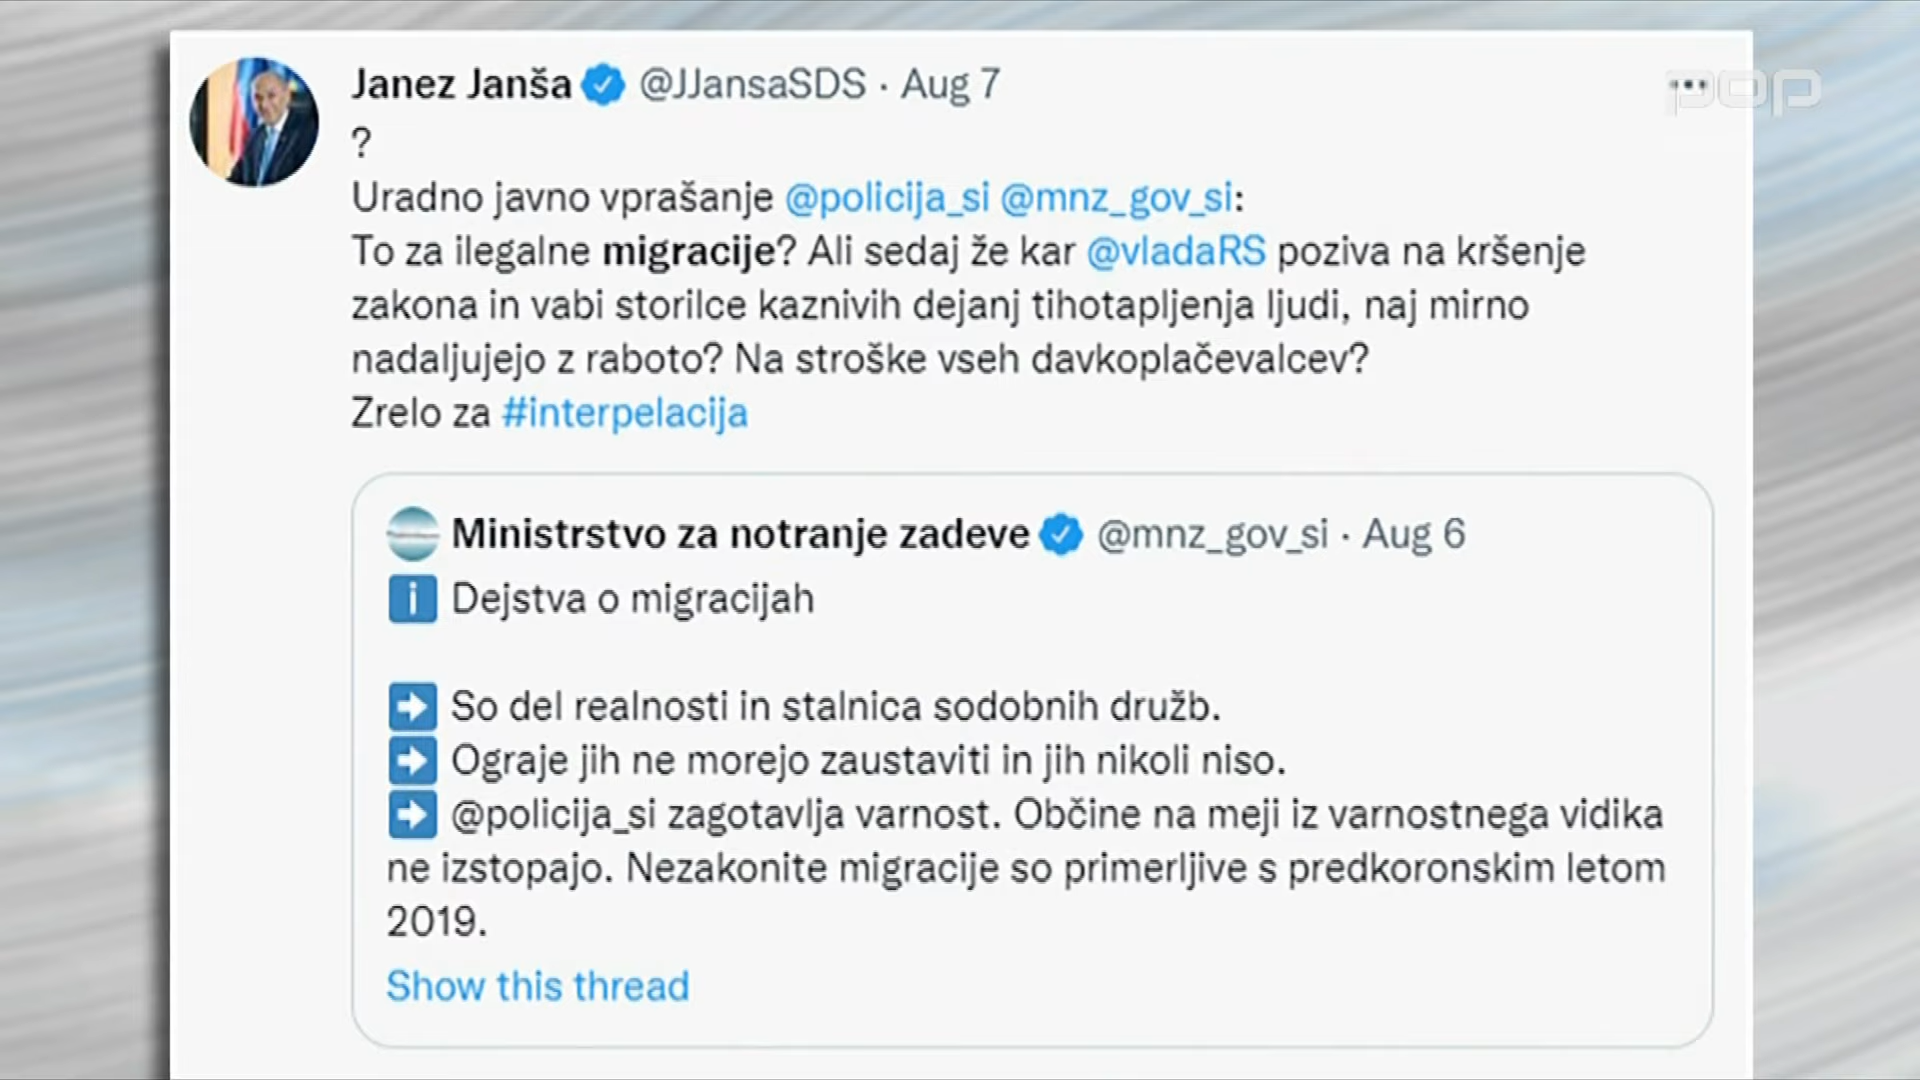 Janez Janša @JJansaSDS · Aug 7
pop
?
Uradno javno vprašanje @policija_si @mnz_gov_si:
To za ilegalne migracije? Ali sedaj že kar @vladaRS poziva na kršenje
zakona in vabi storilce kaznivih dejanj tihotapljenja ljudi, naj mirno
nadaljujejo z raboto? Na stroške vseh davkoplačevalcev?
Zrelo za #interpelacija
Ministrstvo za notranje zadeve @mnz_gov_si · Aug 6
i Dejstva o migracijah
➡ So del realnosti in stalnica sodobnih družb.
➡ Ograje jih ne morejo zaustaviti in jih nikoli niso.
➡ @policija_si zagotavlja varnost. Občine na meji iz varnostnega vidika
ne izstopajo. Nezakonite migracije so primerljive s predkoronskim letom
2019.
Show this thread